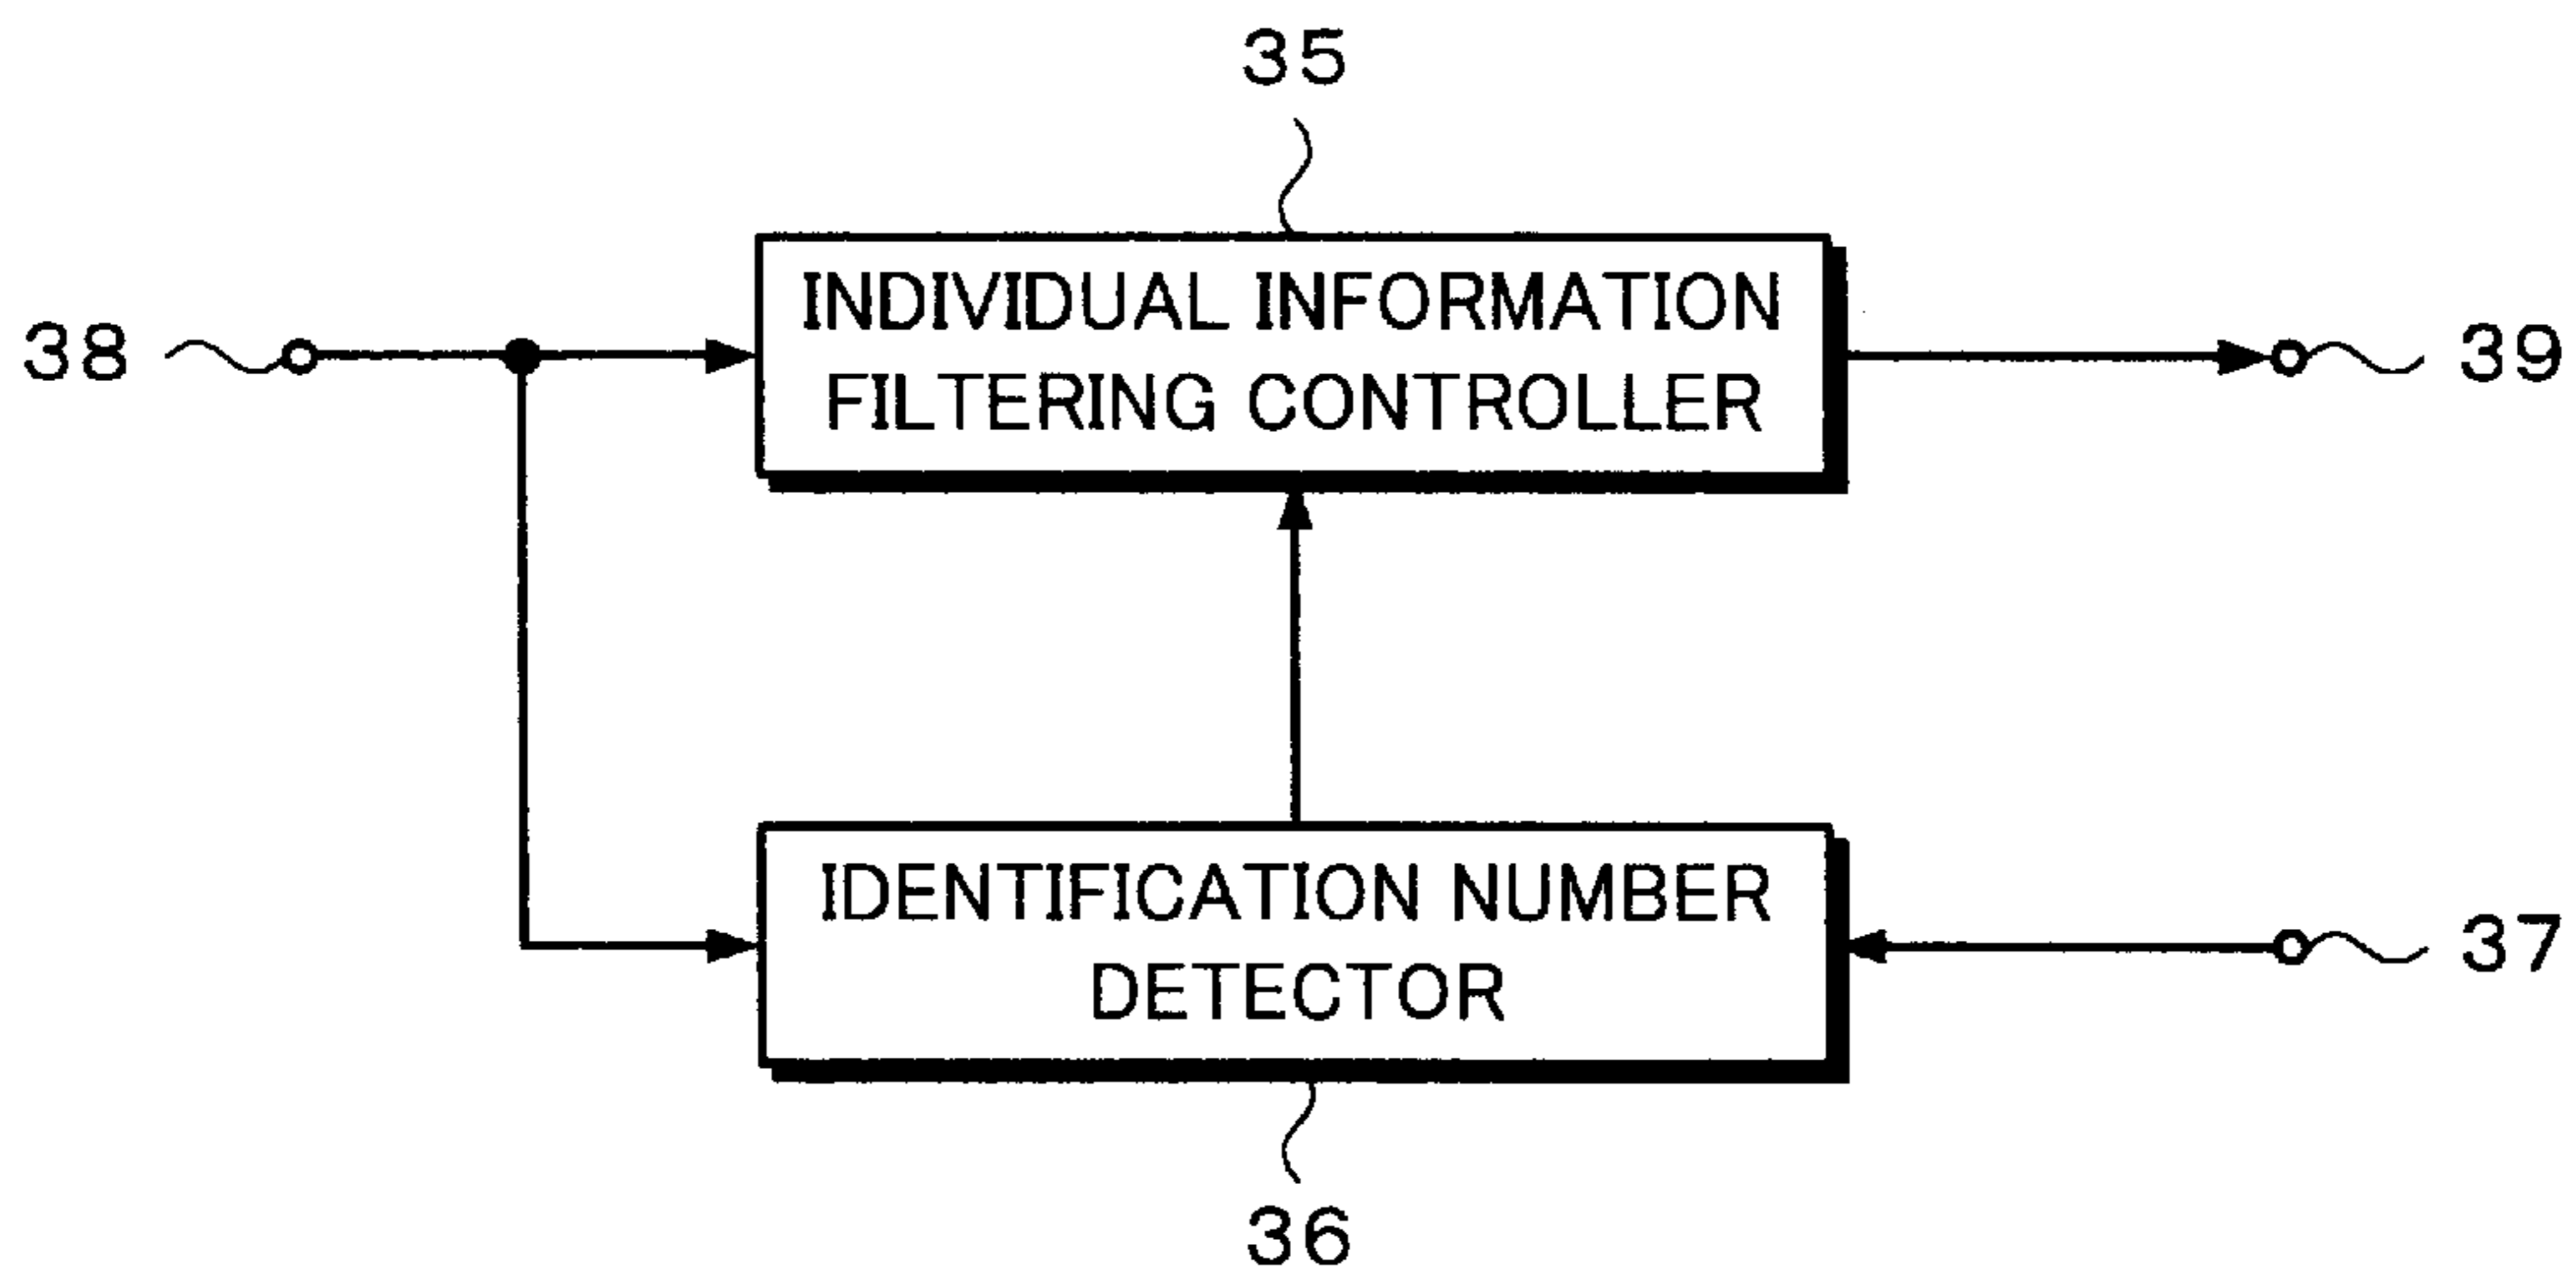 35
INDIVIDUAL INFORMATION
FILTERING CONTROLLER
38
39
IDENTIFICATION NUMBER
DETECTOR
37
36